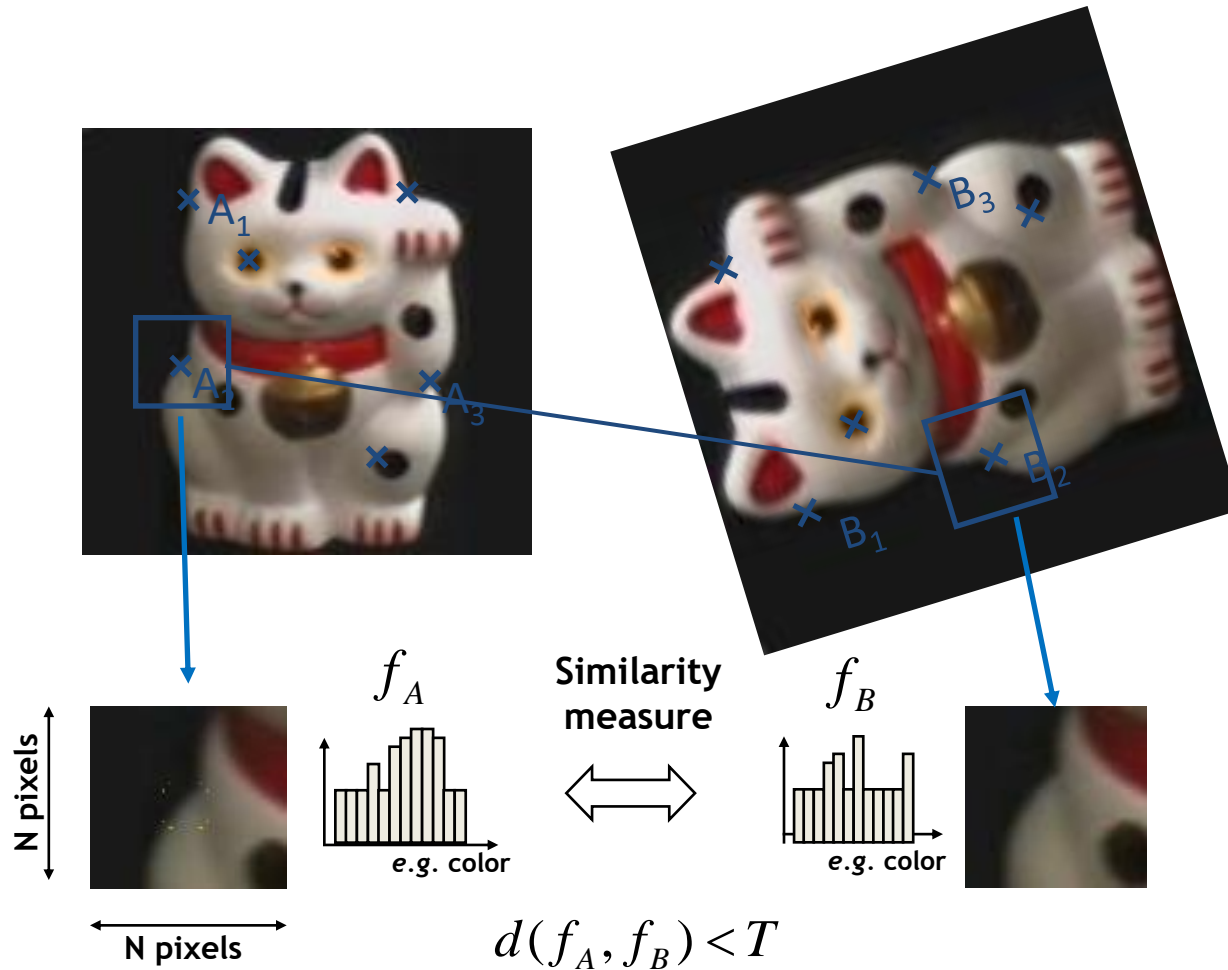 A₁
A₂
A₃
B₃
B₂
B₁
f_A
Similarity
measure
f_B
N pixels
e.g. color
e.g. color
N pixels
d(f_A, f_B) < T